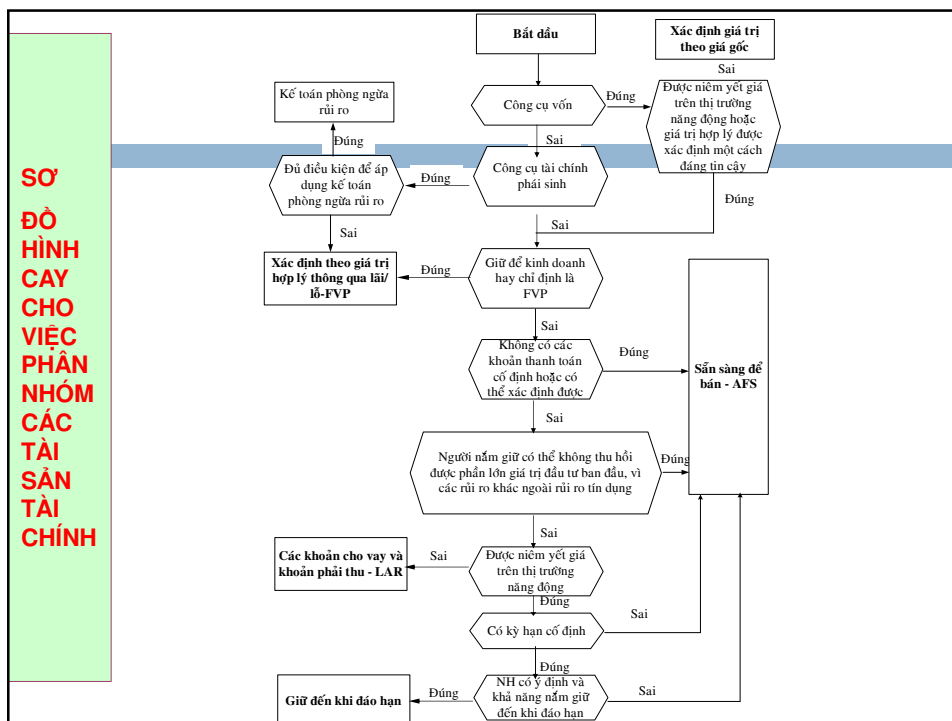 SƠ
ĐỒ
HÌNH
CAY
CHO
VIỆC
PHÂN
NHÓM
CÁC
TÀI
SẢN
TÀI
CHÍNH
Bắt dầu
Xác định giá trị
theo giá gốc
Sai
Công cụ vốn
Đúng
Được niêm yết giá
trên thị trường
năng động hoặc
giá trị hợp lý được
xác định một cách
đáng tin cậy
Kế toán phòng ngừa
rủi ro
Đúng
Sai
Đủ điều kiện để áp
dụng kế toán
phòng ngừa rủi ro
Đúng
Công cụ tài chính
phái sinh
Đúng
Sai
Sai
Xác định theo giá trị
hợp lý thông qua lãi/
lỗ-FVP
Đúng
Giữ để kinh doanh
hay chỉ định là
FVP
Sai
Không có các
khoản thanh toán
cố định hoặc có
thể xác định được
Đúng
Sẵn sàng để
bán - AFS
Sai
Người nắm giữ có thể không thu hồi
được phần lớn giá trị đầu tư ban đầu, vì
các rủi ro khác ngoài rủi ro tín dụng
Đúng
Sai
Các khoản cho vay và
khoản phải thu - LAR
Sai
Được niêm yết giá
trên thị trường
năng động
Đúng
Có kỳ hạn cố định
Sai
Đúng
Giữ đến khi đáo hạn
Đúng
NH có ý định và
khả năng nắm giữ
đến khi đáo hạn
Sai